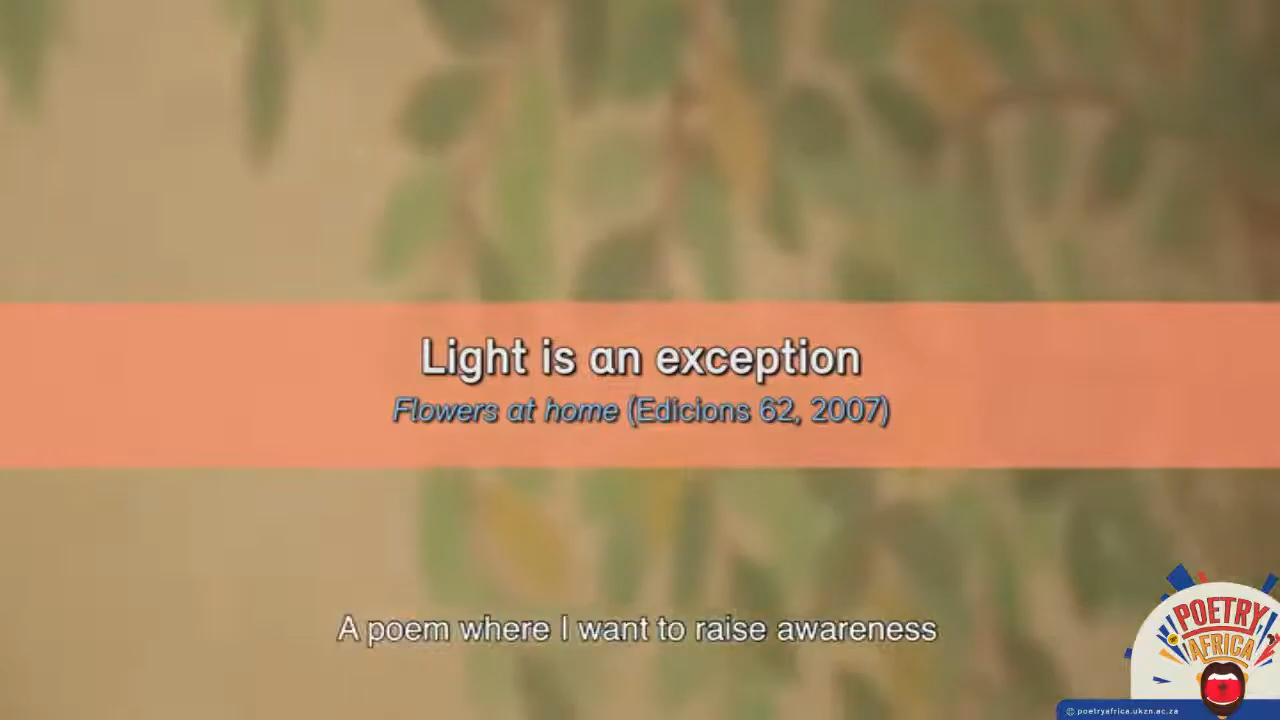 Light is an exception
Flowers at home (Edicions 62, 2007)
A poem where I want to raise awareness
POETRY
AFRICA
poetryafrica.ukzn.ac.za